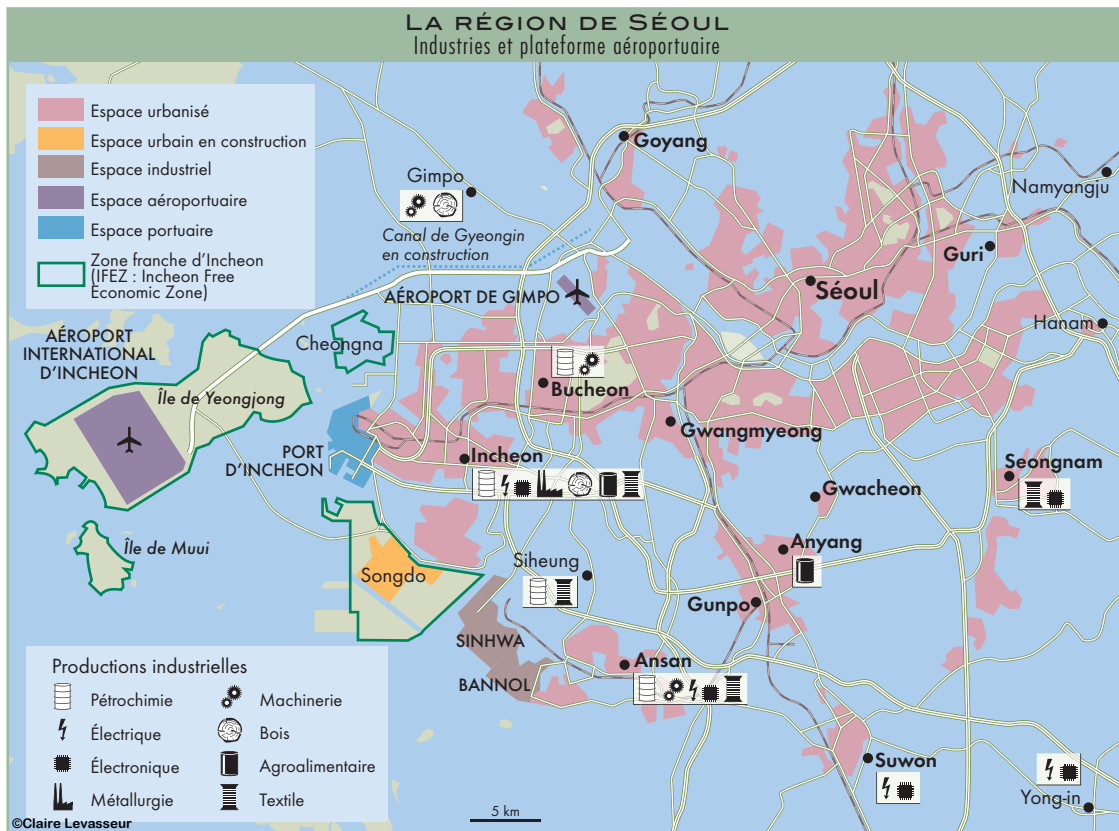 LA RÉGION DE SÉOUL
Industries et plateforme aéroportuaire
Espace urbanisé
Espace urbain en construction
Espace industriel
Espace aéroportuaire
Espace portuaire
Zone franche d'Incheon
(IFEZ : Incheon Free
Economic Zone)
Goyang
Gimpo
Namyangju
Canal de Gyeongin
en construction
Guri
Séoul
AÉROPORT DE GIMPO
Hanam
AÉROPORT
INTERNATIONAL
D'INCHEON
Cheongna
Île de Yeongjong
Bucheon
Gwangmyeong
PORT
D'INCHEON
Incheon
Seongnam
Gwacheon
Île de Muui
Anyang
Siheung
Songdo
Gunpo
SINHWA
Ansan
BANNOL
Suwon
Yong-in
Productions industrielles
Pétrochimie
Machinerie
Électrique
Bois
Électronique
Agroalimentaire
Métallurgie
Textile
5 km
©Claire Levasseur